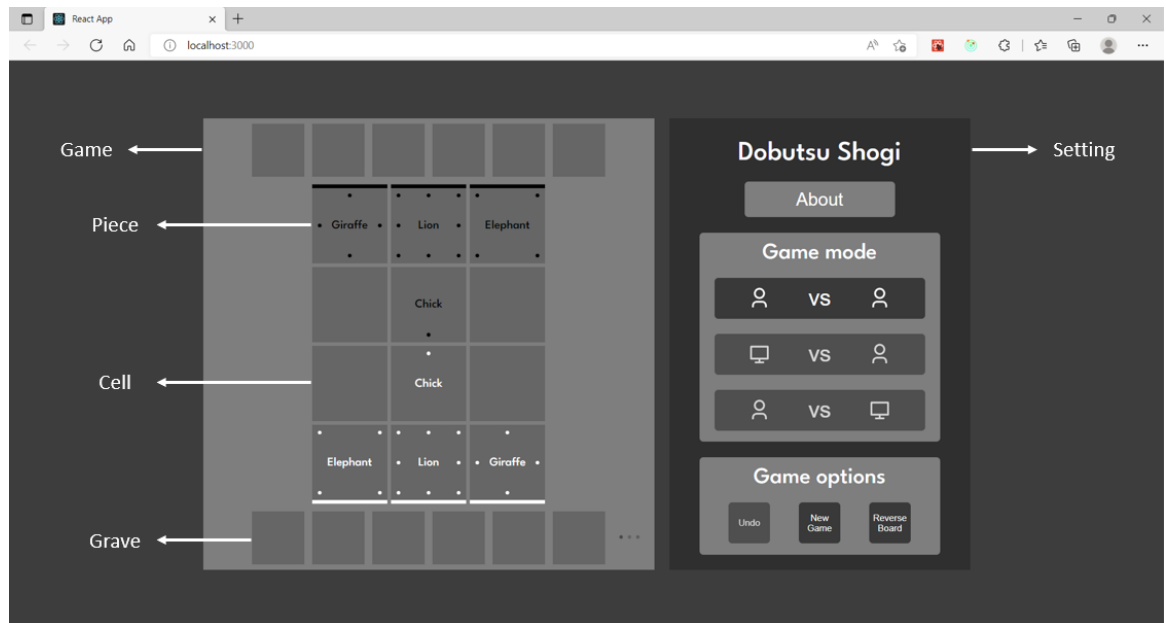 React App
localhost:3000
Game
Piece
Cell
Grave
Giraffe
Lion
Elephant
Chick
Chick
Elephant
Lion
Giraffe
Dobutsu Shogi
About
Game mode
VS
VS
VS
Game options
Undo
New
Game
Reverse
Board
Setting